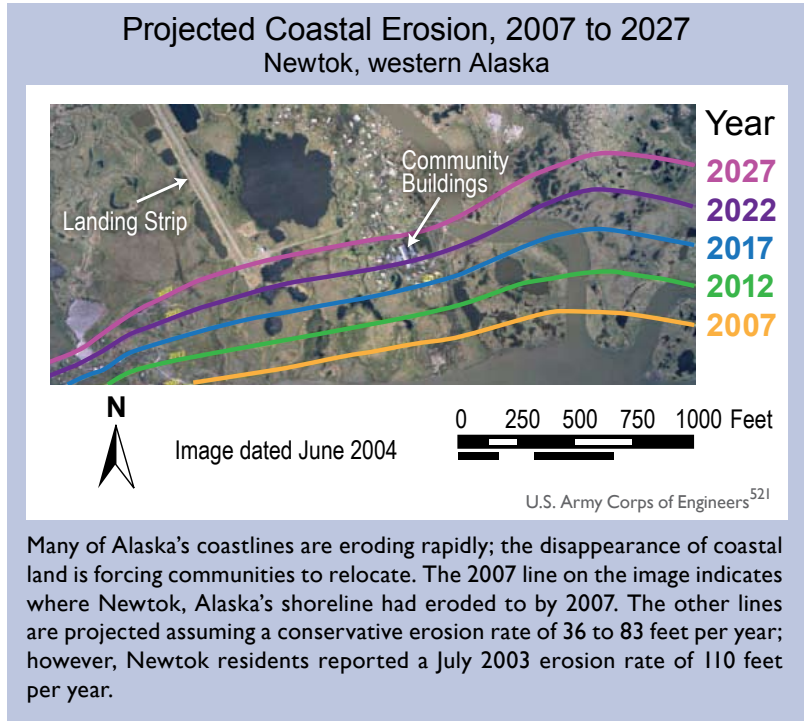 Projected Coastal Erosion, 2007 to 2027
Newtok, western Alaska
Year
Community
Buildings
Landing Strip
2027
2022
2017
2012
2007
N
Image dated June 2004
0 250 500 750 1000 Feet
U.S. Army Corps of Engineers521
Many of Alaska's coastlines are eroding rapidly; the disappearance of coastal
land is forcing communities to relocate. The 2007 line on the image indicates
where Newtok, Alaska's shoreline had eroded to by 2007. The other lines
are projected assuming a conservative erosion rate of 36 to 83 feet per year;
however, Newtok residents reported a July 2003 erosion rate of 110 feet
per year.